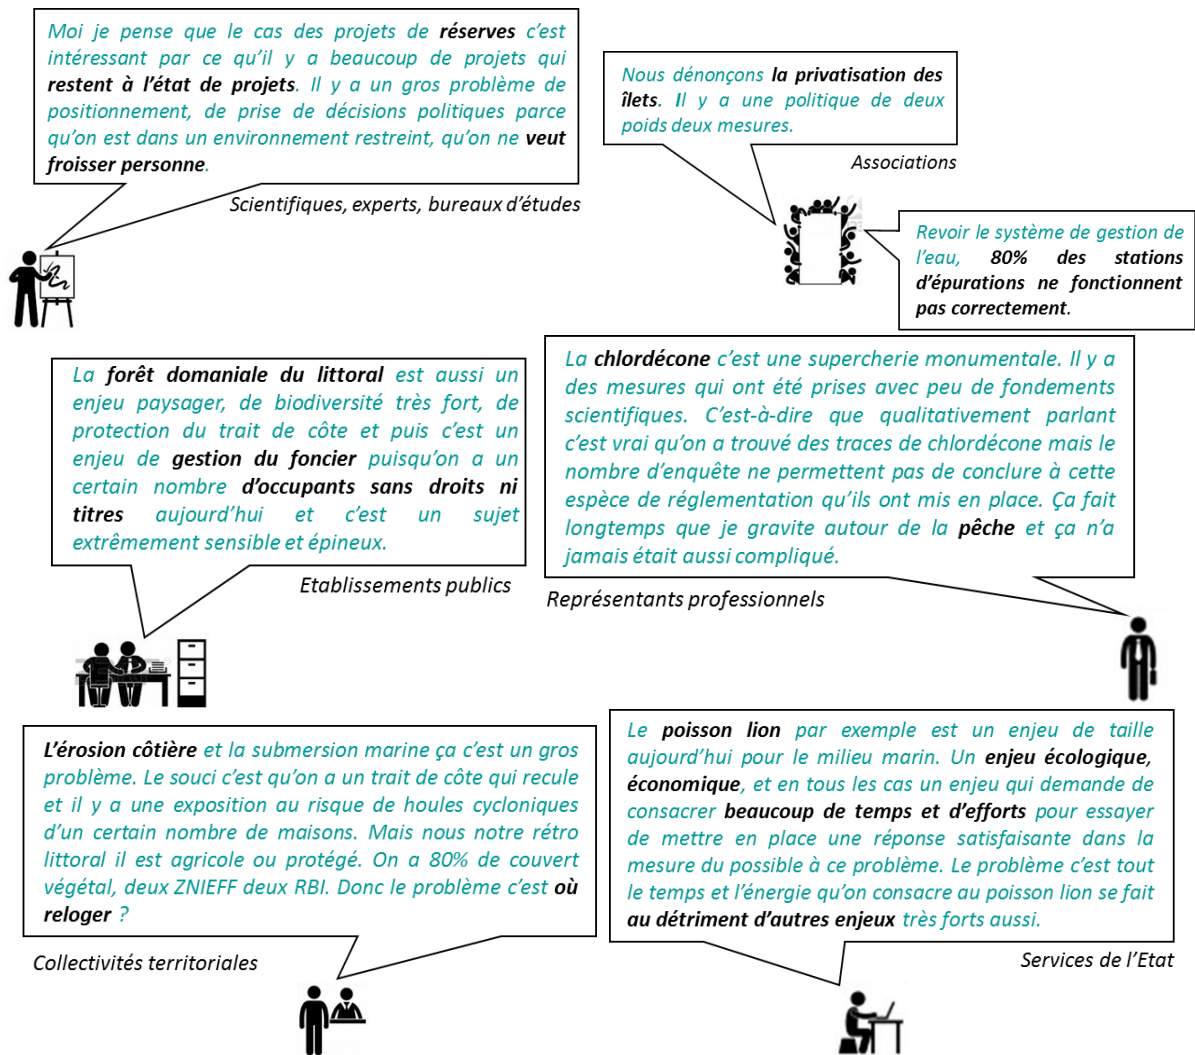 Moi je pense que le cas des projets de réserves c’est
intéressant par ce qu’il y a beaucoup de projets qui
restent à l’état de projets. Il y a un gros problème de
positionnement, de prise de décisions politiques parce
qu’on est dans un environnement restreint, qu’on ne veut
froisser personne.
Scientifiques, experts, bureaux d’études
Nous dénonçons la privatisation des
îlets. Il y a une politique de deux
poids deux mesures.
Associations
Revoir le système de gestion de
l’eau, 80% des stations
d’épurations ne fonctionnent
pas correctement.
La forêt domaniale du littoral est aussi un
enjeu paysager, de biodiversité très fort, de
protection du trait de côte et puis c’est un
enjeu de gestion du foncier puisqu’on a un
certain nombre d’occupants sans droits ni
titres aujourd’hui et c’est un sujet
extrêmement sensible et épineux.
Etablissements publics
La chlordécone c’est une supercherie monumentale. Il y a
des mesures qui ont été prises avec peu de fondements
scientifiques. C’est-à-dire que qualitativement parlant
c’est vrai qu’on a trouvé des traces de chlordécone mais le
nombre d’enquête ne permettent pas de conclure à cette
espèce de réglementation qu’ils ont mis en place. Ça fait
longtemps que je gravite autour de la pêche et ça n’a
jamais était aussi compliqué.
Représentants professionnels
L’érosion côtière et la submersion marine ça c’est un gros
problème. Le souci c’est qu’on a un trait de côte qui recule
et il y a une exposition au risque de houles cycloniques
d’un certain nombre de maisons. Mais nous notre rétro
littoral il est agricole ou protégé. On a 80% de couvert
végétal, deux ZNIEFF deux RBI. Donc le problème c’est où
reloger ?
Collectivités territoriales
Le poisson lion par exemple est un enjeu de taille
aujourd’hui pour le milieu marin. Un enjeu écologique,
économique, et en tous les cas un enjeu qui demande de
consacrer beaucoup de temps et d’efforts pour essayer
de mettre en place une réponse satisfaisante dans la
mesure du possible à ce problème. Le problème c’est tout
le temps et l’énergie qu’on consacre au poisson lion se fait
au détriment d’autres enjeux très forts aussi.
Services de l’Etat